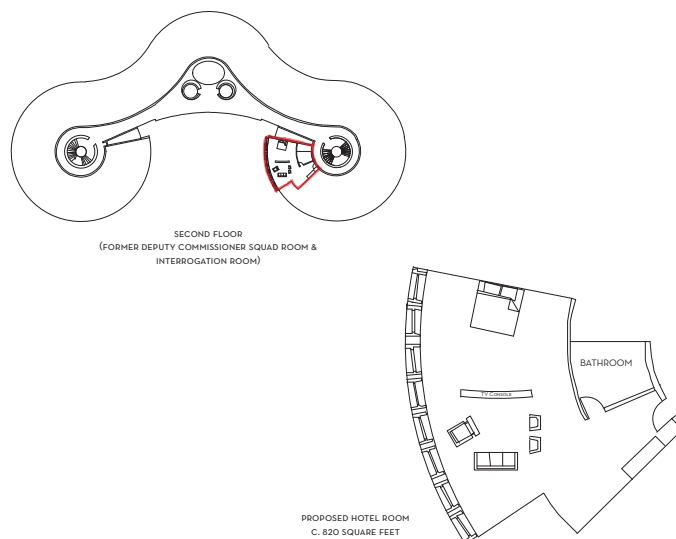 SECOND FLOOR
(FORMER DEPUTY COMMISSIONER SQUAD ROOM &
INTERROGATION ROOM)
BATHROOM
TV CONSOLE
PROPOSED HOTEL ROOM
C. 820 SQUARE FEET